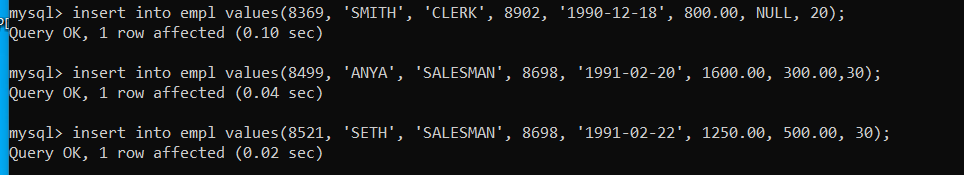 mysql> insert into empl values(8369, 'SMITH', 'CLERK', 8902, '1990-12-18', 800.00, NULL, 20);
Query OK, 1 row affected (0.10 sec)
mysql> insert into empl values(8499, 'ANYA', 'SALESMAN', 8698, '1991-02-20', 1600.00, 300.00,30);
Query OK, 1 row affected (0.04 sec)
mysql> insert into empl values(8521, 'SETH', 'SALESMAN', 8698, '1991-02-22', 1250.00, 500.00, 30);
Query OK, 1 row affected (0.02 sec)